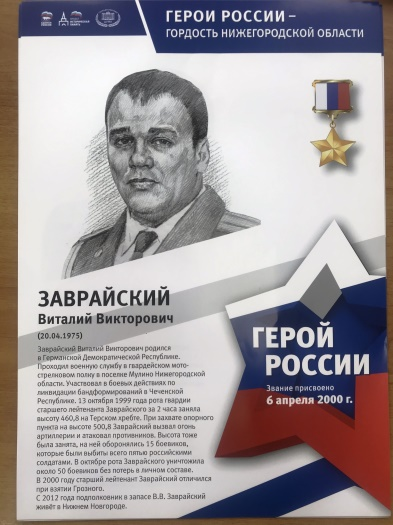 ГЕРОИ РОССИИ –
ГОРДОСТЬ НИЖЕГОРОДСКОЙ ОБЛАСТИ
ЗАВРАЙСКИЙ
Виталий Викторович
(20.04.1975)
Заврайский Виталий Викторович родился
в Германской Демократической Республике.
Проходил военную службу в гвардейском мото-
стрелковом полку в поселке Мулино Нижегородской
области. Участвовал в боевых действиях по
ликвидации бандформирований в Чеченской
Республике. 13 октября 1999 года рота гвардии
старшего лейтенанта Заврайского за 2 часа заняла
высоту 460,8 на Терском хребте. При захвате опорного
пункта на высоте 500,8 Заврайский вызвал огонь
артиллерии и атаковал противников. Высота тоже
была занята, на ней оборонялись 15 боевиков,
которые были выбиты всего пятью российскими
солдатами. В октябре рота Заврайского уничтожила
около 50 боевиков без потерь в личном составе.
В 2000 году старший лейтенант Заврайский отличился
при взятии Грозного.
С 2012 года подполковник в запасе В.В. Заврайский
живёт в Нижнем Новгороде.
ГЕРОЙ
РОССИИ
Звание присвоено
6 апреля 2000 г.